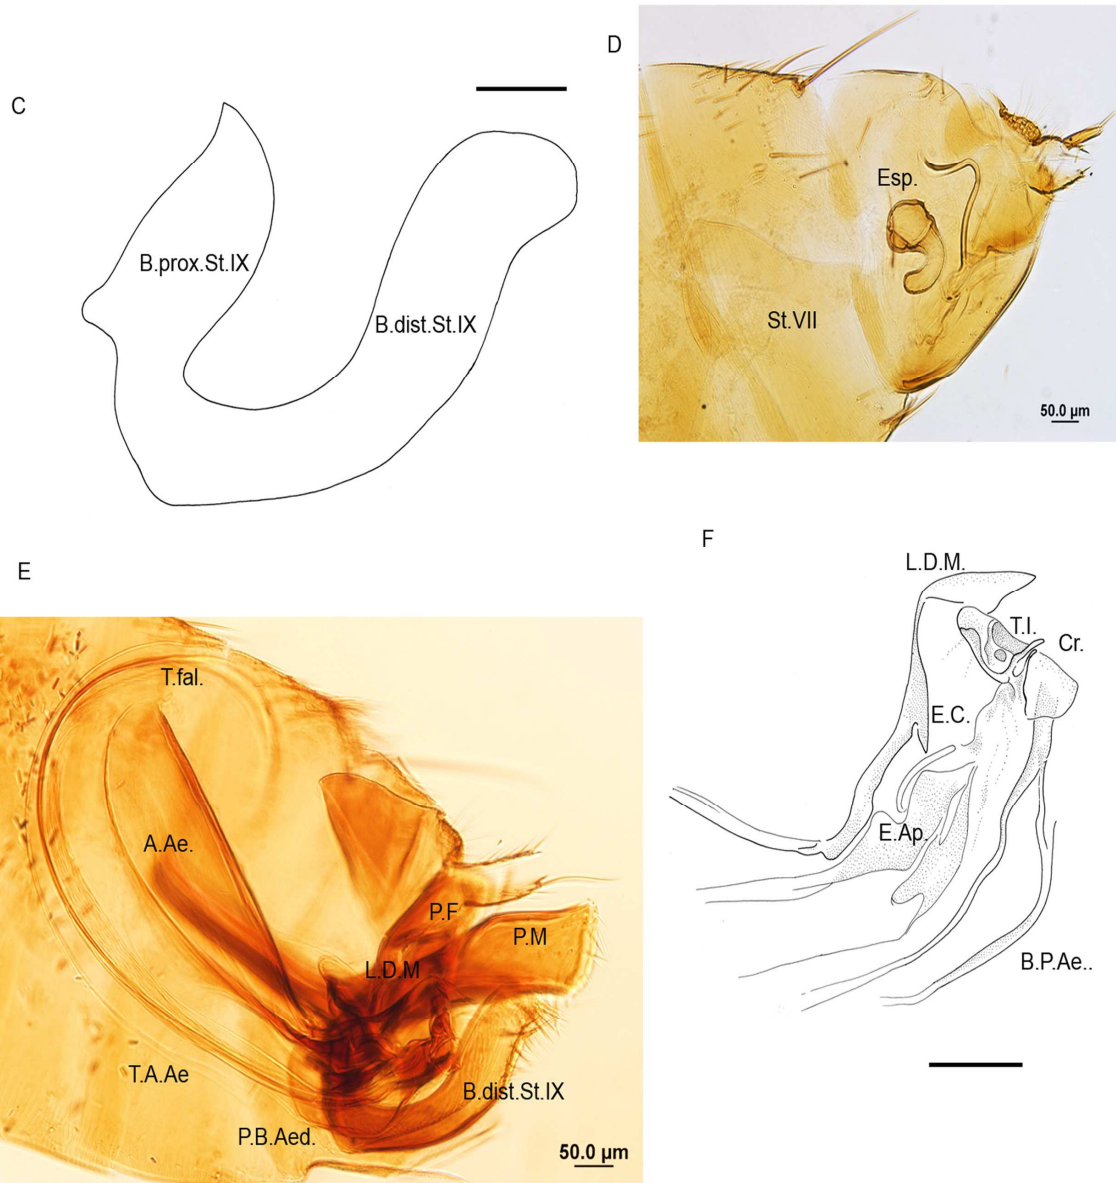 C
B.prox.St.IX
B.dist.St.IX
D
Esp.
St.VII
50.0 µm
E
T.fal.
A.Ae.
P.F
P.M
L.D.M
T.A.Ae
B.dist.St.IX
P.B.Aed.
50.0 µm
F
L.D.M.
T.I.
Cr.
E.C.
E.Ap.
B.P.Ae..